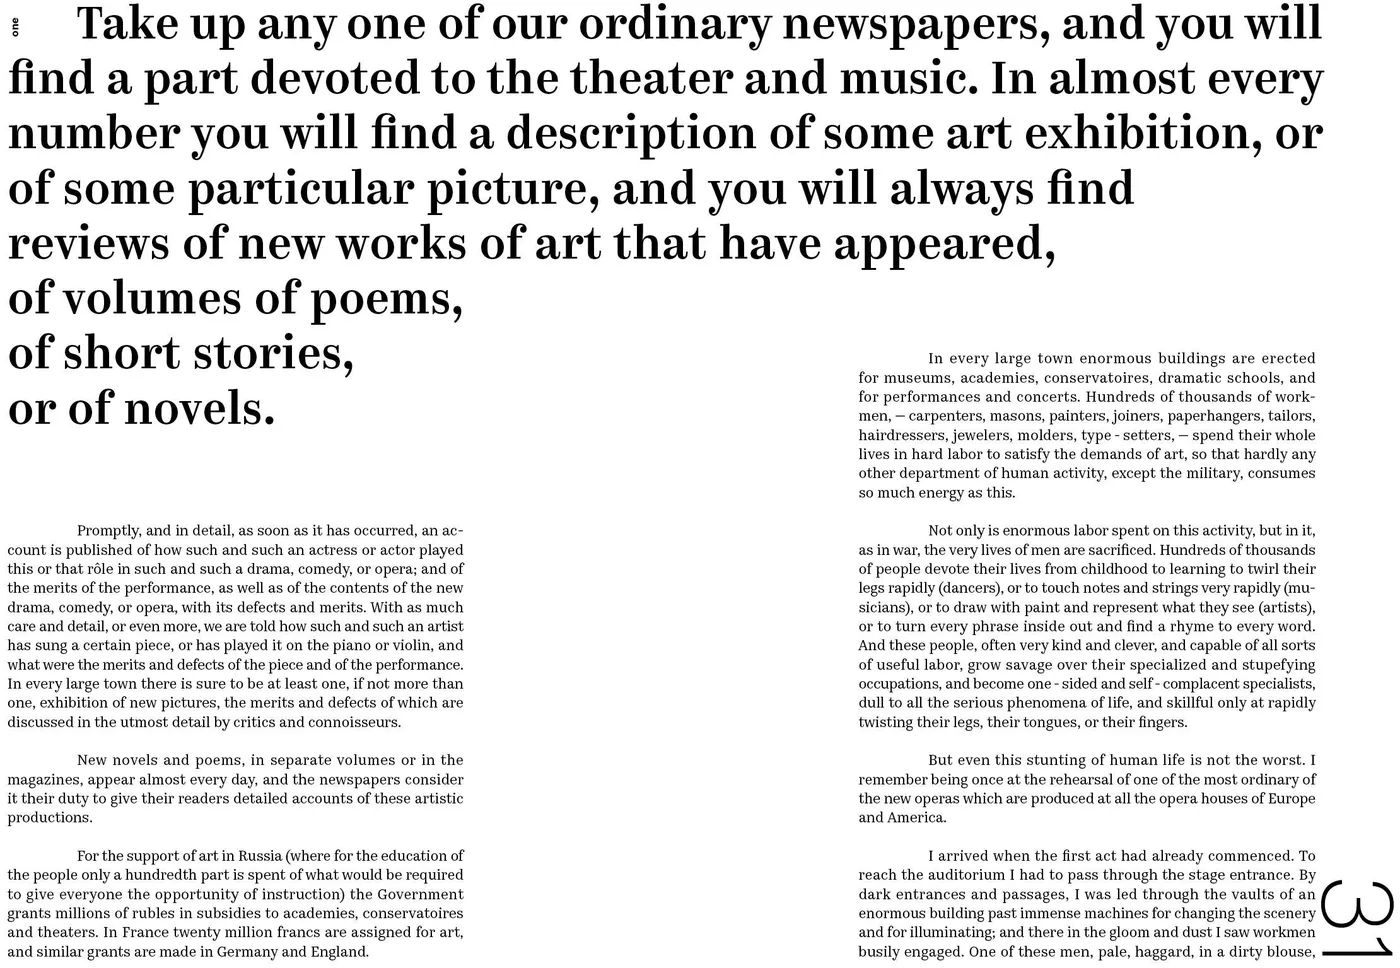 one
Take up any one of our ordinary newspapers, and you will
find a part devoted to the theater and music. In almost every
number you will find a description of some art exhibition, or
of some particular picture, and you will always find
reviews of new works of art that have appeared,
of volumes of poems,
of short stories,
or of novels.
Promptly, and in detail, as soon as it has occurred, an ac-
count is published of how such and such an actress or actor played
this or that rôle in such and such a drama, comedy, or opera; and of
the merits of the performance, as well as of the contents of the new
drama, comedy, or opera, with its defects and merits. With as much
care and detail, or even more, we are told how such and such an artist
has sung a certain piece, or has played it on the piano or violin, and
what were the merits and defects of the piece and of the performance.
In every large town there is sure to be at least one, if not more than
one, exhibition of new pictures, the merits and defects of which are
discussed in the utmost detail by critics and connoisseurs.
New novels and poems, in separate volumes or in the
magazines, appear almost every day, and the newspapers consider
it their duty to give their readers detailed accounts of these artistic
productions.
For the support of art in Russia (where for the education of
the people only a hundredth part is spent of what would be required
to give everyone the opportunity of instruction) the Government
grants millions of rubles in subsidies to academies, conservatoires
and theaters. In France twenty million francs are assigned for art,
and similar grants are made in Germany and England.
In every large town enormous buildings are erected
for museums, academies, conservatoires, dramatic schools, and
for performances and concerts. Hundreds of thousands of work-
men, – carpenters, masons, painters, joiners, paperhangers, tailors,
hairdressers, jewelers, molders, type - setters, – spend their whole
lives in hard labor to satisfy the demands of art, so that hardly any
other department of human activity, except the military, consumes
so much energy as this.
Not only is enormous labor spent on this activity, but in it,
as in war, the very lives of men are sacrificed. Hundreds of thousands
of people devote their lives from childhood to learning to twirl their
legs rapidly (dancers), or to touch notes and strings very rapidly (mu-
sicians), or to draw with paint and represent what they see (artists),
or to turn every phrase inside out and find a rhyme to every word.
And these people, often very kind and clever, and capable of all sorts
of useful labor, grow savage over their specialized and stupefying
occupations, and become one - sided and self - complacent specialists,
dull to all the serious phenomena of life, and skillful only at rapidly
twisting their legs, their tongues, or their fingers.
But even this stunting of human life is not the worst. I
remember being once at the rehearsal of one of the most ordinary of
the new operas which are produced at all the opera houses of Europe
and America.
I arrived when the first act had already commenced. To
reach the auditorium I had to pass through the stage entrance. By
dark entrances and passages, I was led through the vaults of an
enormous building past immense machines for changing the scenery
and for illuminating; and there in the gloom and dust I saw workmen
busily engaged. One of these men, pale, haggard, in a dirty blouse,
31